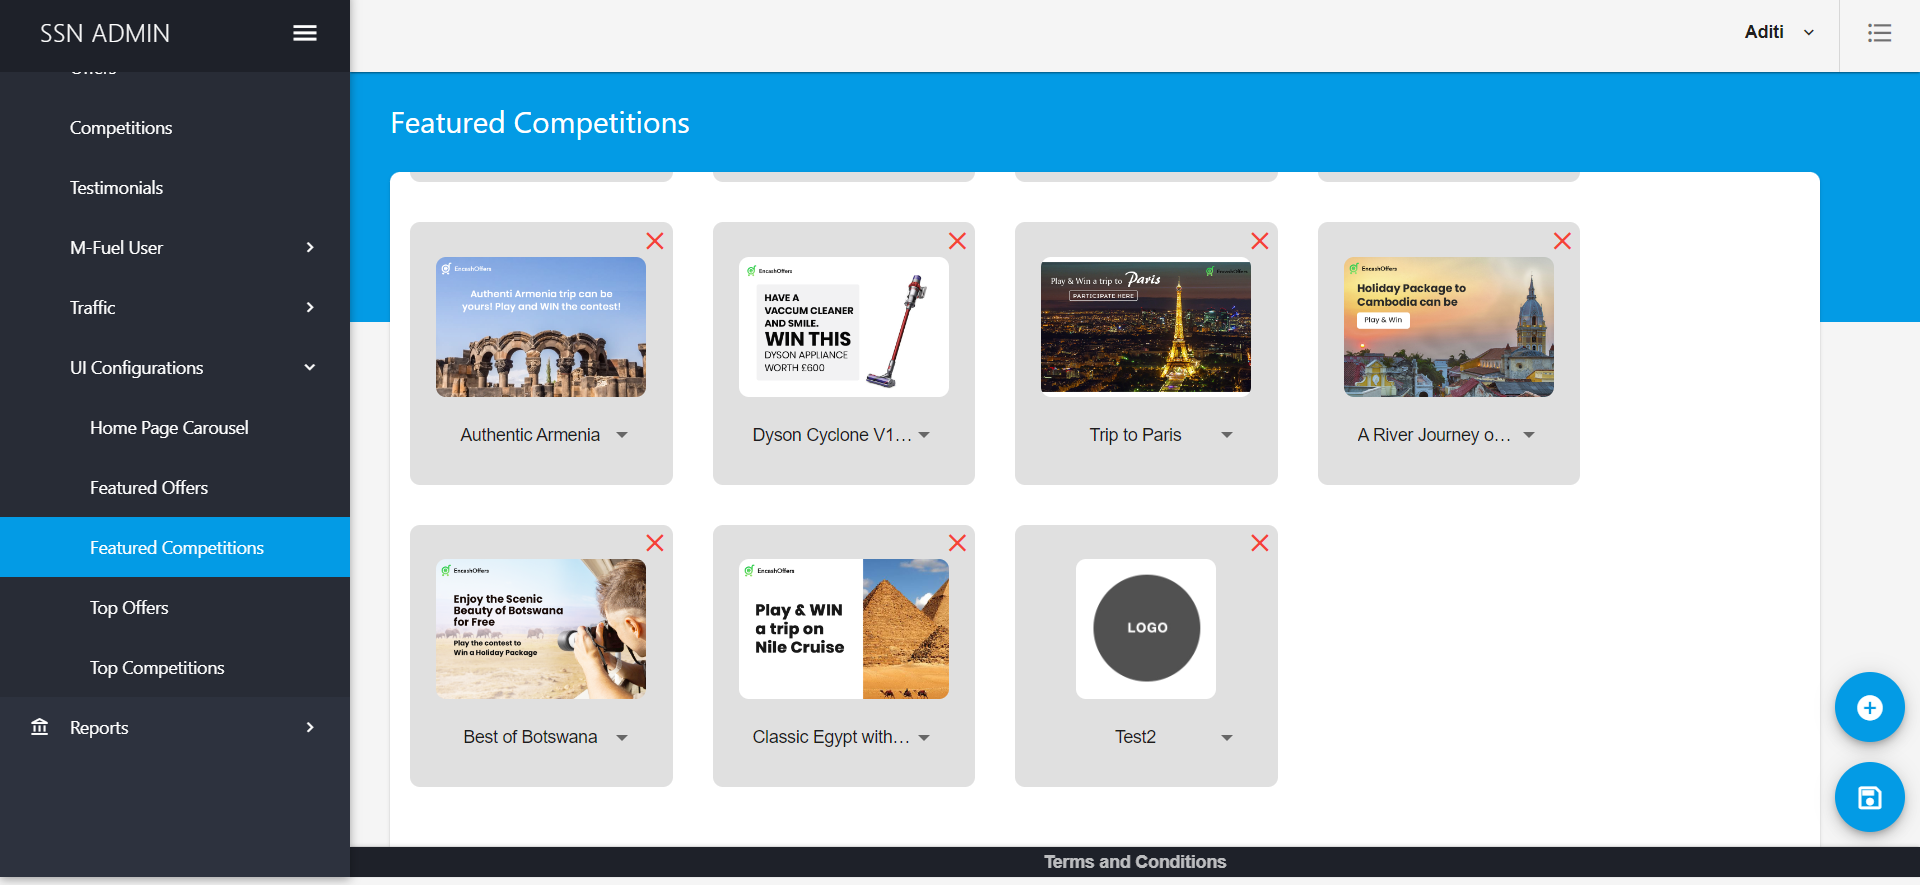 SSN ADMIN
Aditi
Offers
Competitions
Testimonials
M-Fuel User
Traffic
UI Configurations
Home Page Carousel
Featured Offers
Featured Competitions
Top Offers
Top Competitions
Reports
Featured Competitions
EncashOffers
Authenti Armenia trip can be
yours! Play and WIN the contest!
Authentic Armenia
EncashOffers
HAVE A
VACCUM CLEANER
AND SMILE.
WIN THIS
DYSON APPLIANCE
WORTH £600
Dyson Cyclone V1...
EncashOffers
Play & Win a trip to Paris
PARTICIPATE HERE
Trip to Paris
EncashOffers
Holiday Package to
Cambodia can be
Play & Win
A River Journey o...
EncashOffers
Enjoy the Scenic
Beauty of Botswana
for Free
Play the contest to
Win a Holiday Package
Best of Botswana
EncashOffers
Play & WIN
a trip on
Nile Cruise
Classic Egypt with...
LOGO
Test2
Terms and Conditions